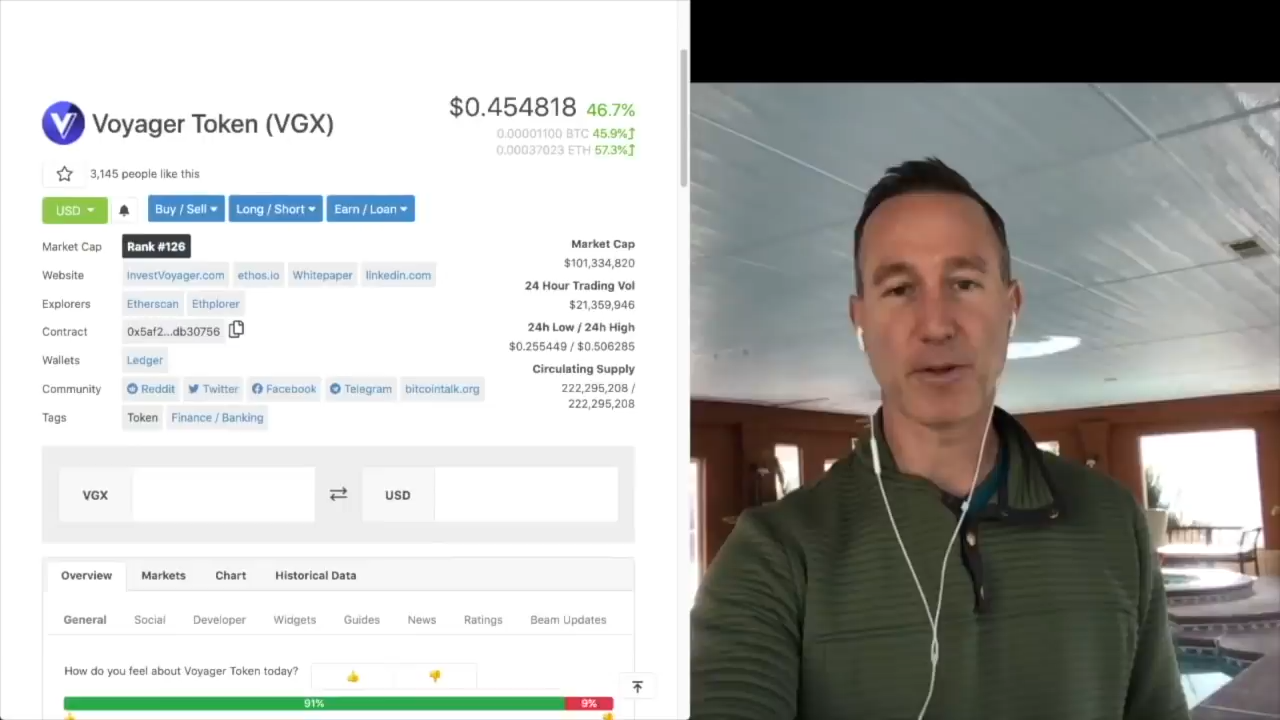 Voyager Token (VGX)
$0.454818 46.7%
0.00001100 BTC 45.9%
0.00037023 ETH 57.3%
3,145 people like this
USD
Buy / Sell
Long / Short
Earn / Loan
Market Cap Rank #126
Website InvestVoyager.com ethos.io Whitepaper linkedin.com
Explorers Etherscan Ethplorer
Contract 0x5af2...db30756
Wallets Ledger
Community Reddit Twitter Facebook Telegram bitcointalk.org
Tags Token Finance / Banking
Market Cap
$101,334,820
24 Hour Trading Vol
$21,359,946
24h Low / 24h High
$0.255449 / $0.506285
Circulating Supply
222,295,208 /
222,295,208
VGX USD
Overview Markets Chart Historical Data
General Social Developer Widgets Guides News Ratings Beam Updates
How do you feel about Voyager Token today?
91% 9%